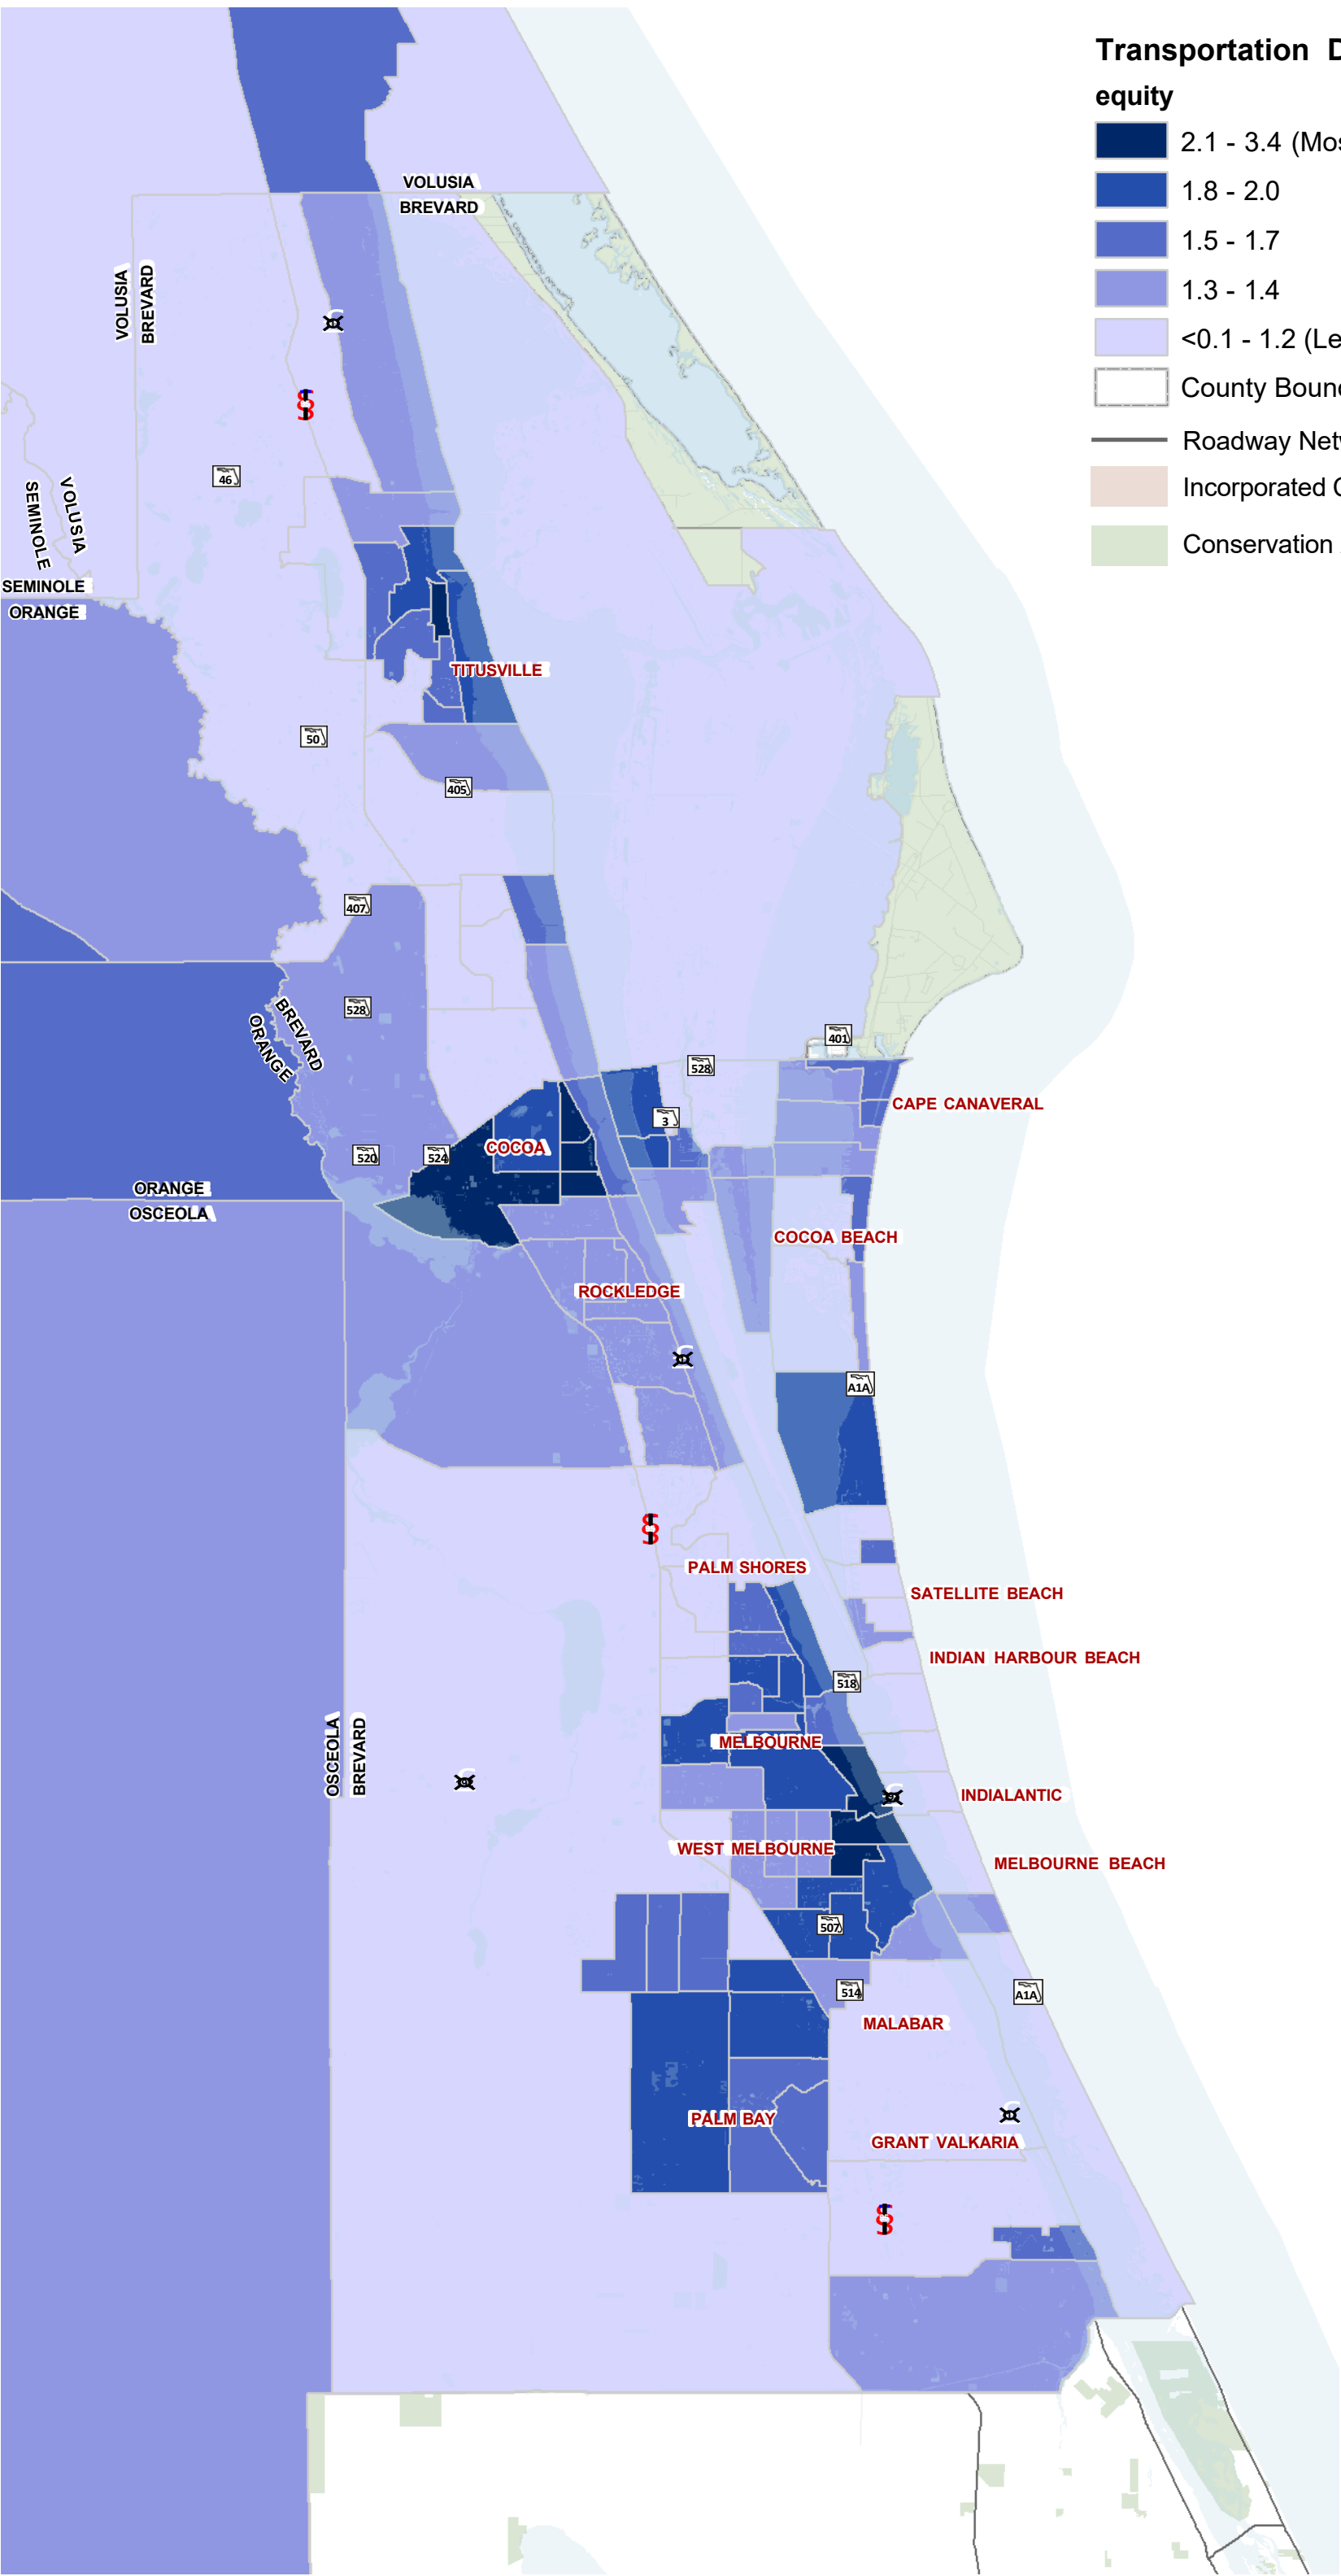 Transportation D
equity
2.1 - 3.4 (Mos
1.8 - 2.0
1.5 - 1.7
1.3 - 1.4
<0.1 - 1.2 (Le
County Boun
Roadway Net
Incorporated C
Conservation
VOLUSIA
BREVARD
VOLUSIA
BREVARD
46
SEMINOLE
VOLUSIA
SEMINOLE
ORANGE
TITUSVILLE
50
405
407
528
BREVARD
ORANGE
401
528
CAPE CANAVERAL
3
COCOA
520
524
ORANGE
OSCEOLA
COCOA BEACH
ROCKLEDGE
A1A
PALM SHORES
SATELLITE BEACH
INDIAN HARBOUR BEACH
518
OSCEOLA
BREVARD
MELBOURNE
INDIALANTIC
WEST MELBOURNE
MELBOURNE BEACH
507
514
A1A
MALABAR
PALM BAY
GRANT VALKARIA